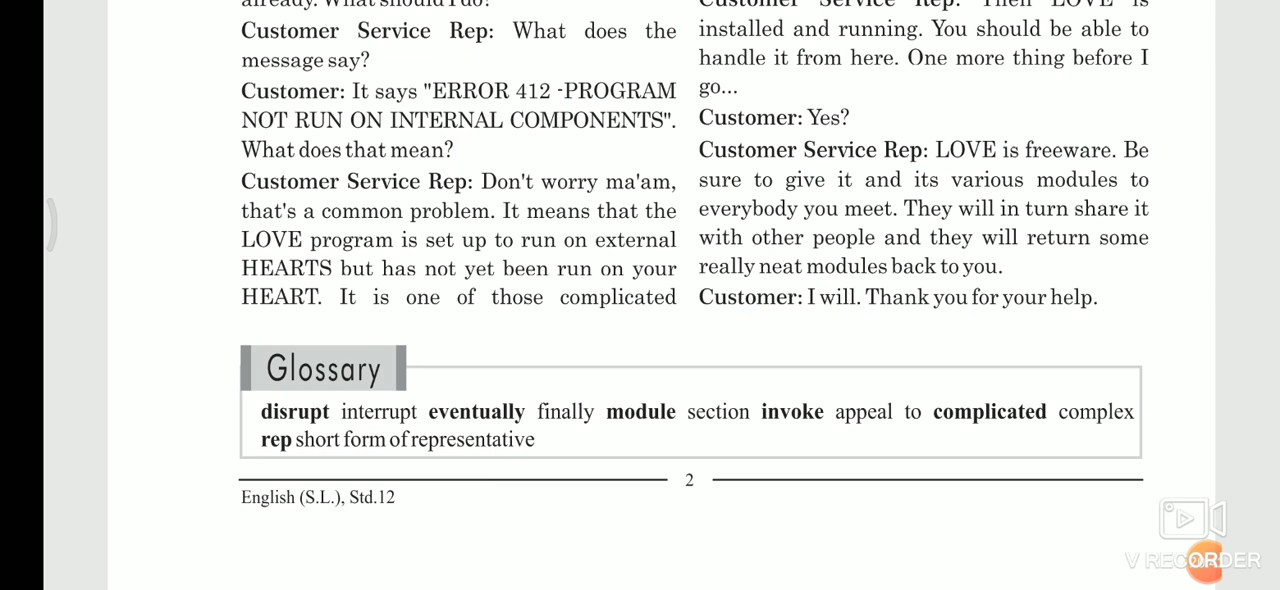 already. What should I do?
Customer Service Rep: What does the
message say?
Customer: It says "ERROR 412 -PROGRAM
NOT RUN ON INTERNAL COMPONENTS".
What does that mean?
Customer Service Rep: Don't worry ma'am,
that's a common problem. It means that the
LOVE program is set up to run on external
HEARTS but has not yet been run on your
HEART. It is one of those complicated
Customer Service Rep: Then LOVE is
installed and running. You should be able to
handle it from here. One more thing before I
go...
Customer: Yes?
Customer Service Rep: LOVE is freeware. Be
sure to give it and its various modules to
everybody you meet. They will in turn share it
with other people and they will return some
really neat modules back to you.
Customer: I will. Thank you for your help.
Glossary
disrupt interrupt eventually finally module section invoke appeal to complicated complex
rep short form of representative
2
English (S.L.), Std.12
V RECORDER